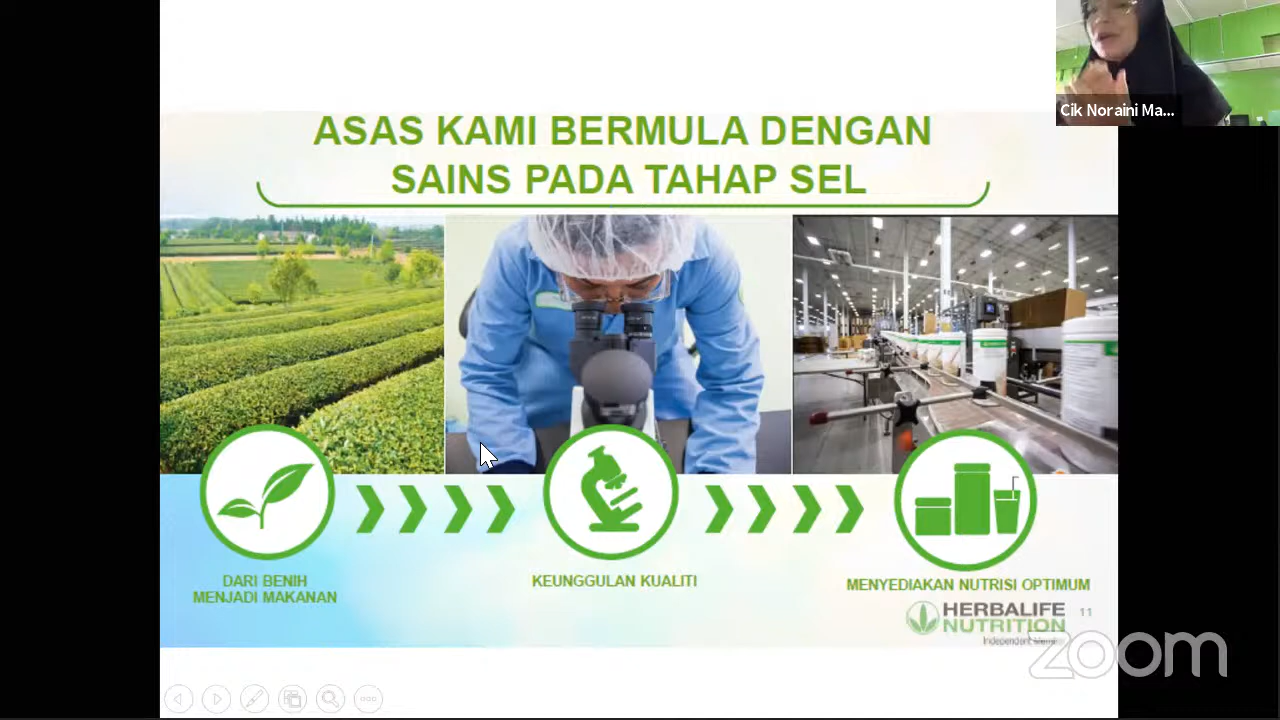 Cik Noraini Ma...
ASAS KAMI BERMULA DENGAN
SAINS PADA TAHAP SEL
DARI BENIH
MENJADI MAKANAN
KEUNGGULAN KUALITI
MENYEDIAKAN NUTRISI OPTIMUM
HERBALIFE
NUTRITION
11
Independent
zoom